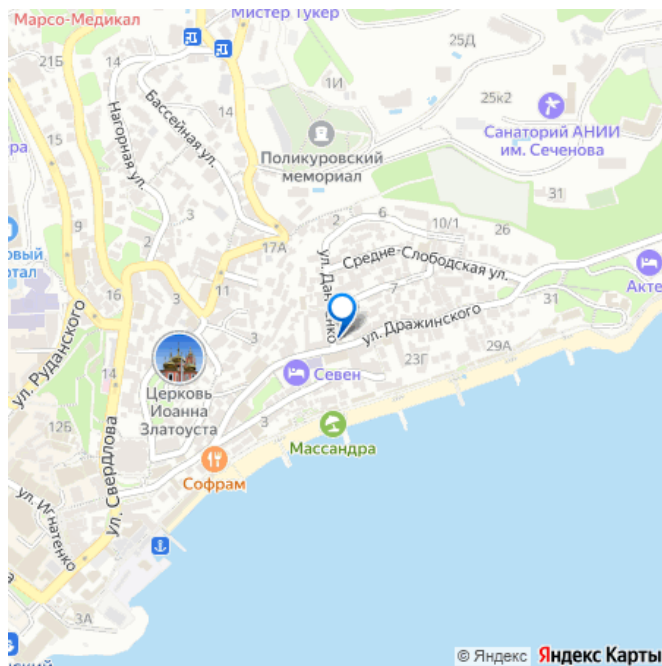 Мистер Тукер
Марсо-Медикал
25Д
21Б
14
1И
25к2
Нагорная ул.
Бассейная ул.
14
15
Санаторий АНИИ
им. Сеченова
Поликуровский
мемориал
31
9
3
2
6
10/1
26
2
17А
Средне-Слободская ул.
16
3
11
7
Акте
ул. Дражинского
31
3
ул. Руданского
23Г
29А
Севен
Церковь
Иоанна
Златоуста
12Б
3
Массандра
ул. Свердлова
Софрам
ул. Игнатенко
3А
© Яндекс Яндекс Карты